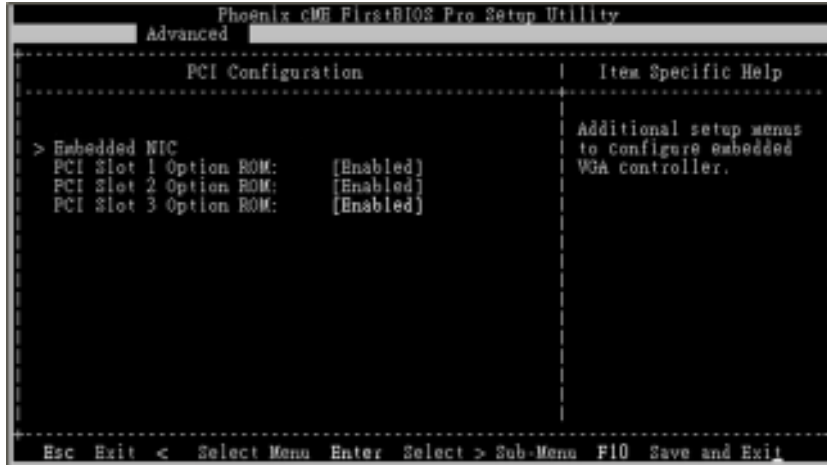 Phoenix cME FirstBIOS Pro Setup Utility
Advanced
PCI Configuration
Item Specific Help
> Embedded NIC
PCI Slot 1 Option ROM: [Enabled]
PCI Slot 2 Option ROM: [Enabled]
PCI Slot 3 Option ROM: [Enabled]
Additional setup menus
to configure embedded
VGA controller.
Esc Exit < Select Menu Enter Select > Sub-Menu F10 Save and Exit